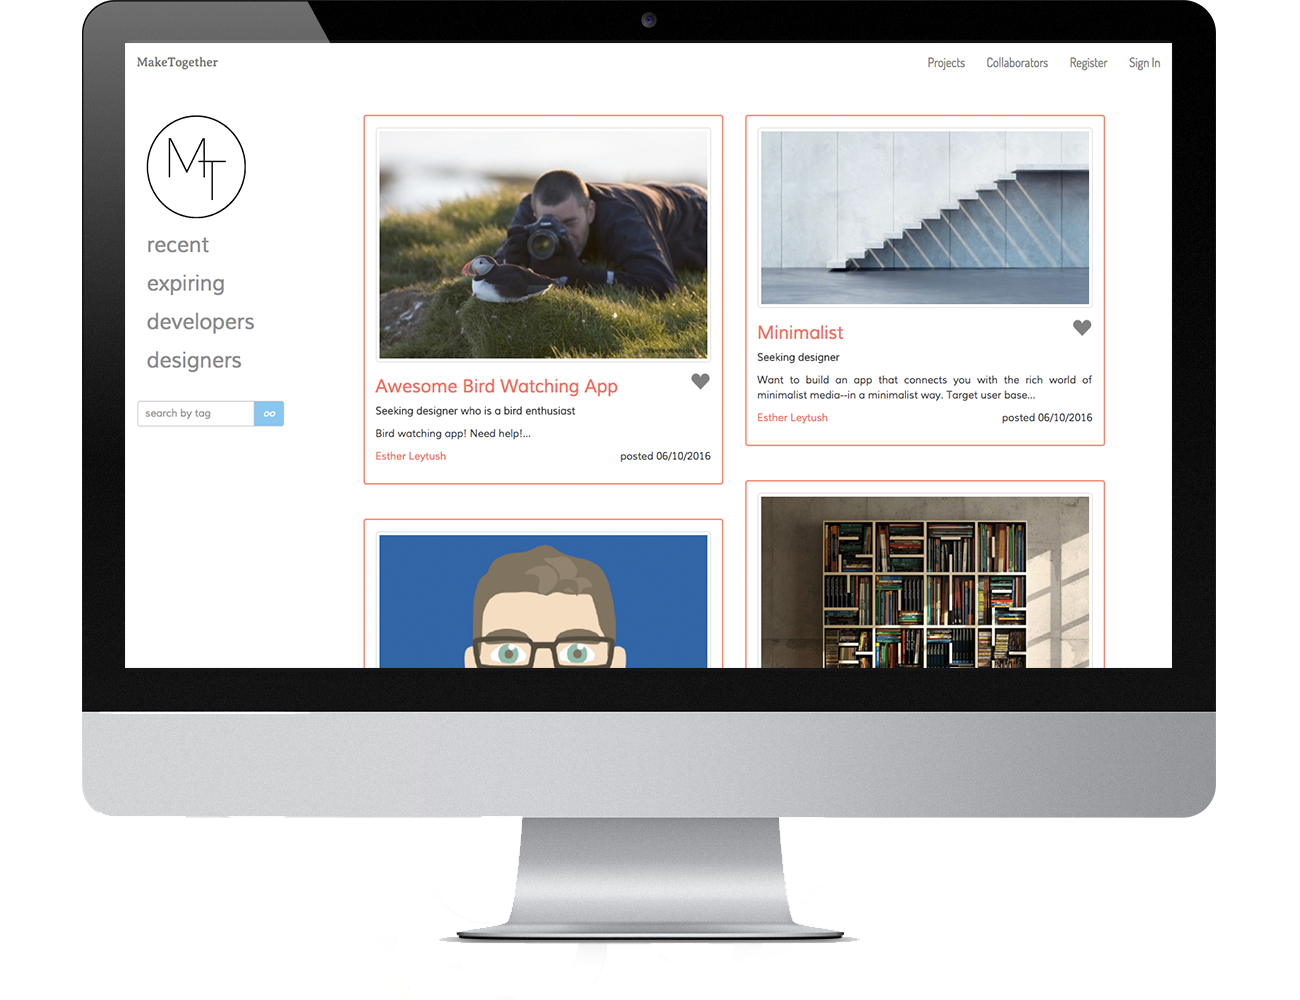 MakeTogether
Projects Collaborators Register Sign In
MT
recent
expiring
developers
designers
search by tag
GO
Awesome Bird Watching App
Seeking designer who is a bird enthusiast
Bird watching app! Need help!...
Esther Leytush posted 06/10/2016
Minimalist
Seeking designer
Want to build an app that connects you with the rich world of
minimalist media--in a minimalist way. Target user base...
Esther Leytush posted 06/10/2016